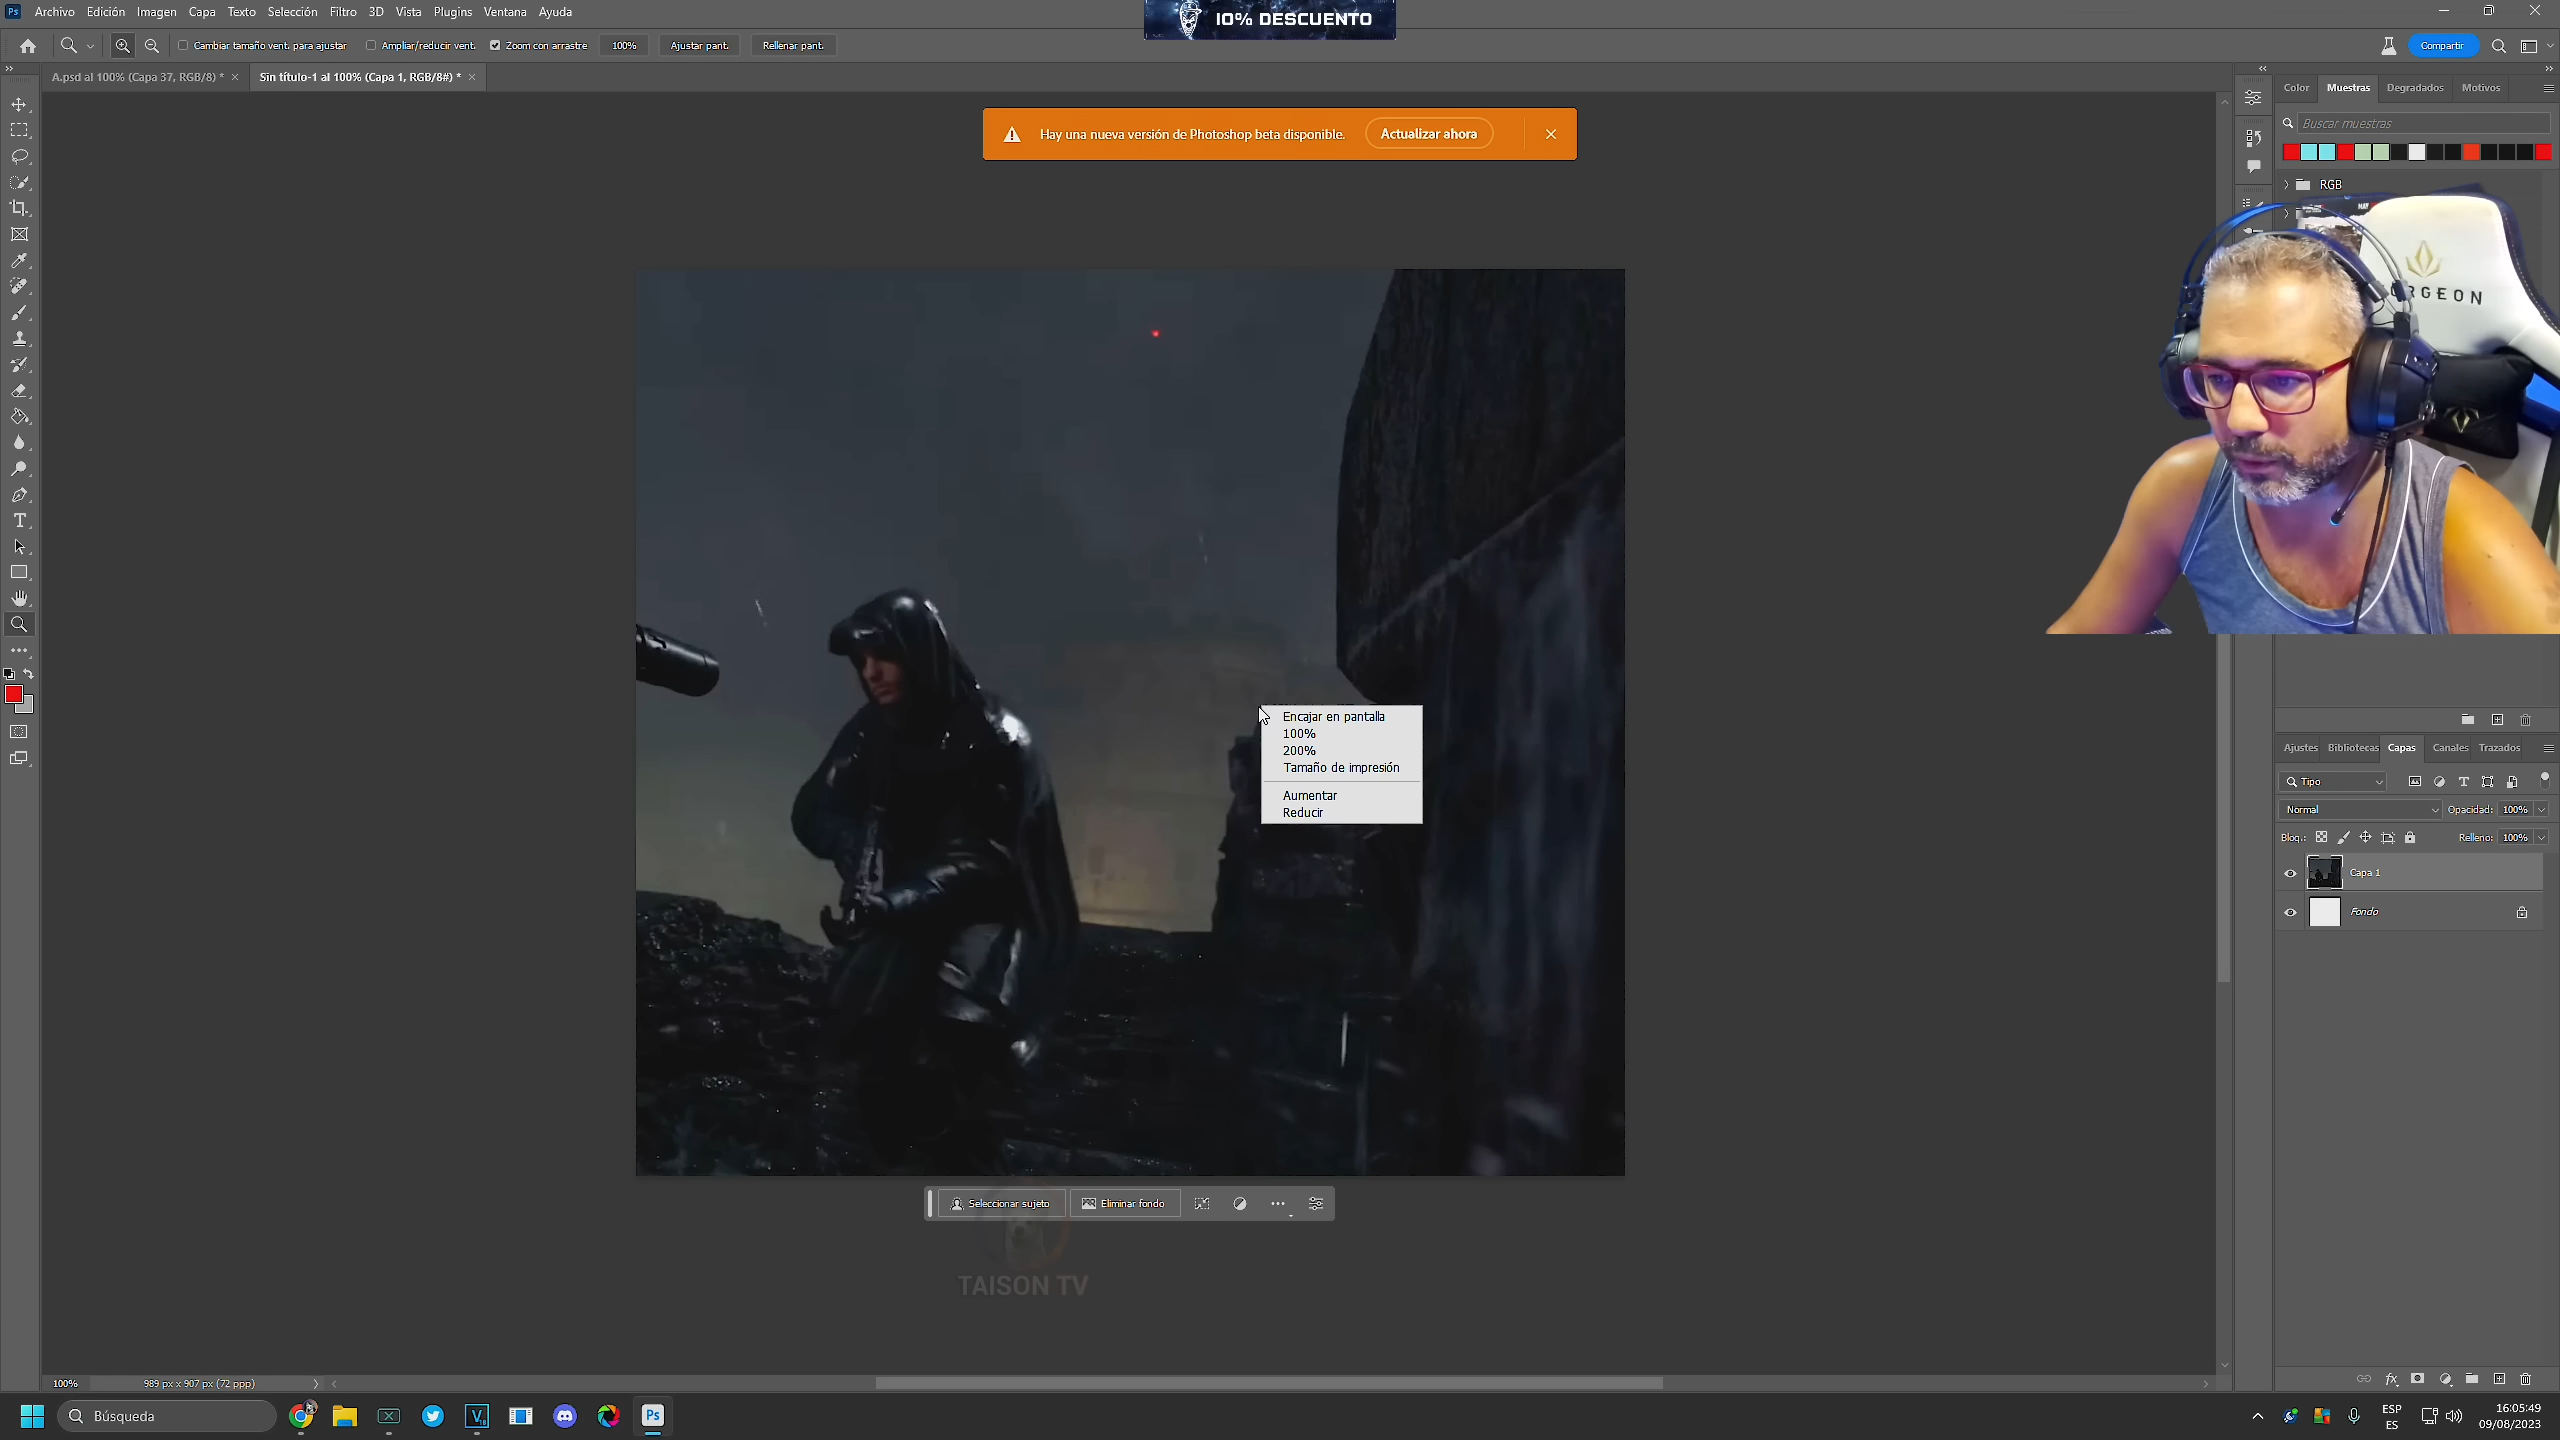 Ps Archivo Edición Imagen Capa Texto Selección Filtro 3D Vista Plugins Ventana Ayuda
10% DESCUENTO
Cambiar tamaño vent. para ajustar Ampliar/reducir vent. Zoom con arrastre 100% Ajustar pant. Rellenar pant.
Compartir
A.psd al 100% (Capa 37, RGB/8) * × Sin título-1 al 100% (Capa 1, RGB/8#) * ×
Color Muestras Degradados Motivos
Hay una nueva versión de Photoshop beta disponible. Actualizar ahora
Buscar muestras
RGB
Encajar en pantalla
100%
200%
Tamaño de impresión
Aumentar
Reducir
Ajustes Bibliotecas Capas Canales Trazados
Tipo
Normal Opacidad: 100%
Bloq.: Relleno: 100%
Capa 1
Fondo
Seleccionar sujeto Eliminar fondo
TAISON TV
100% 989 px x 907 px (72 ppp)
Búsqueda
Ps
ESP
ES
16:05:49
09/08/2023